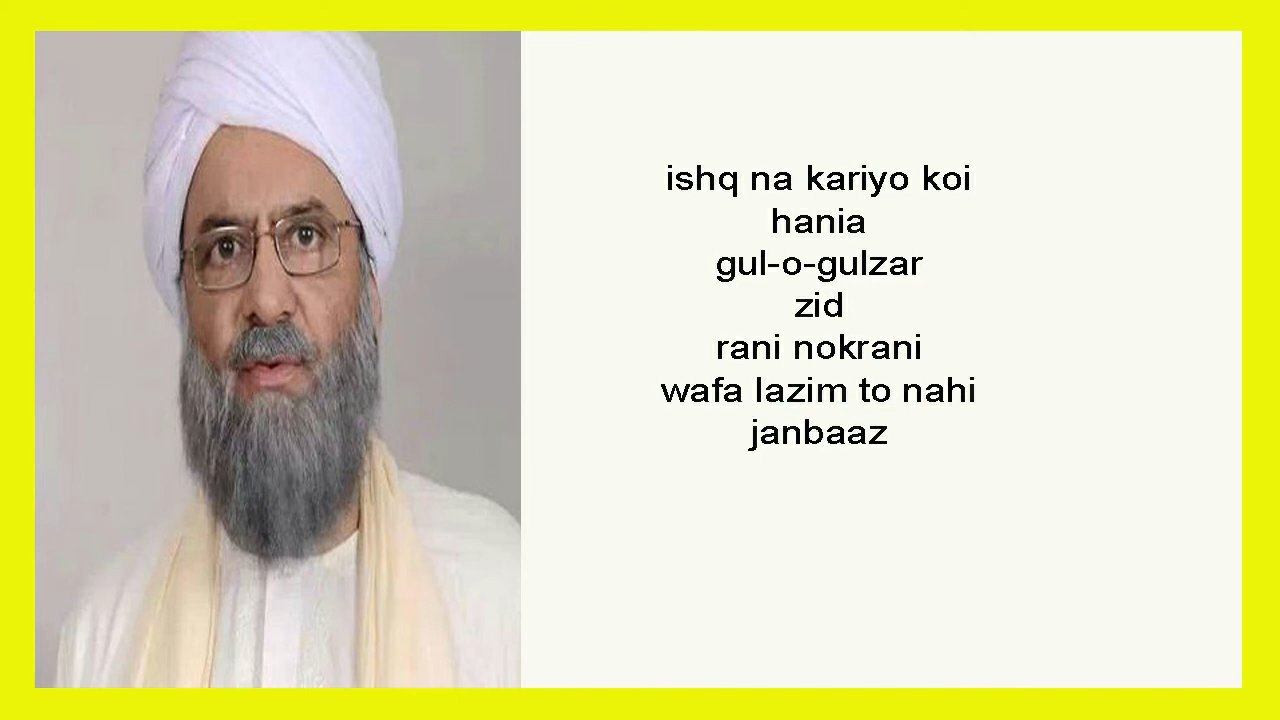 ishq na kariyo koi
hania
gul-o-gulzar
zid
rani nokrani
wafa lazim to nahi
janbaaz